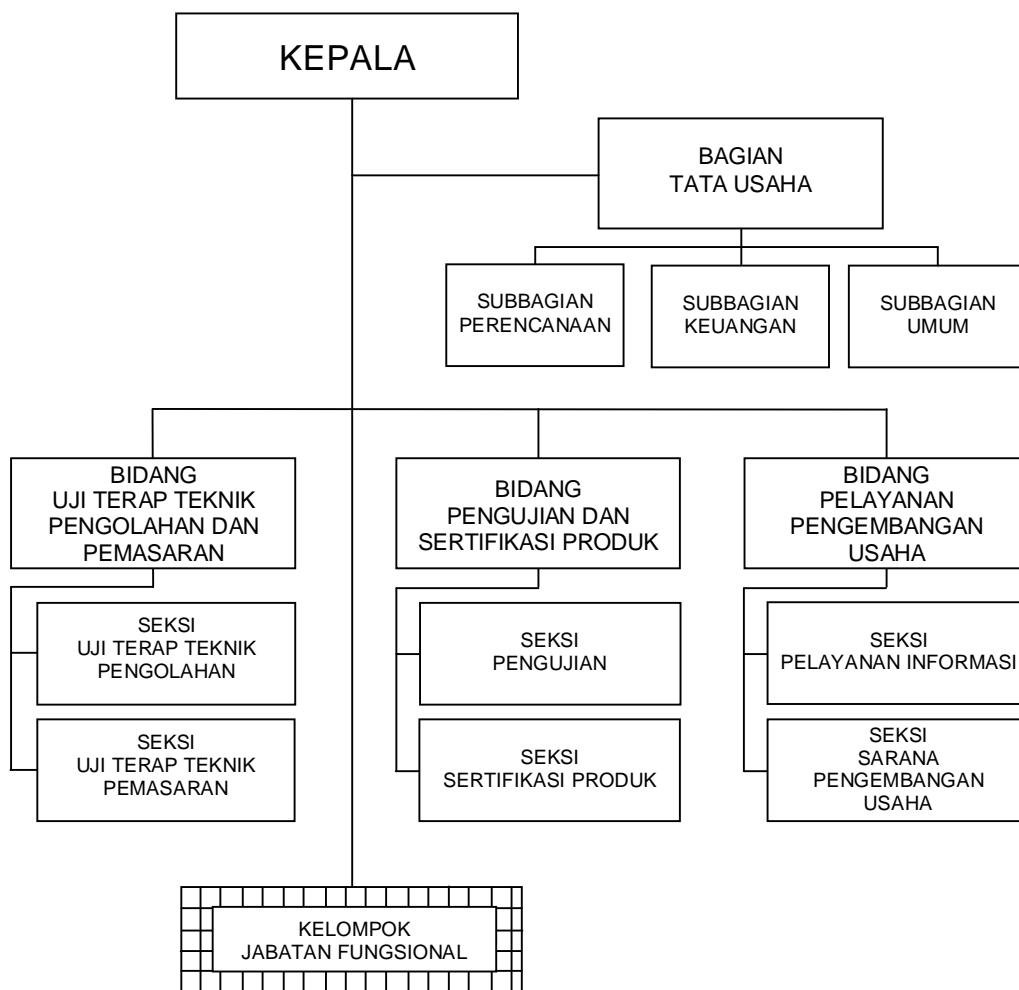 KEPALA
BAGIAN
TATA USAHA
SUBBAGIAN
PERENCANAAN
SUBBAGIAN
KEUANGAN
SUBBAGIAN
UMUM
BIDANG
UJI TERAP TEKNIK
PENGOLAHAN DAN
PEMASARAN
BIDANG
PENGUJIAN DAN
SERTIFIKASI PRODUK
BIDANG
PELAYANAN
PENGEMBANGAN
USAHA
SEKSI
UJI TERAP TEKNIK
PENGOLAHAN
SEKSI
PENGUJIAN
SEKSI
PELAYANAN INFORMASI
SEKSI
UJI TERAP TEKNIK
PEMASARAN
SEKSI
SERTIFIKASI PRODUK
SEKSI
SARANA
PENGEMBANGAN
USAHA
KELOMPOK
JABATAN FUNGSIONAL